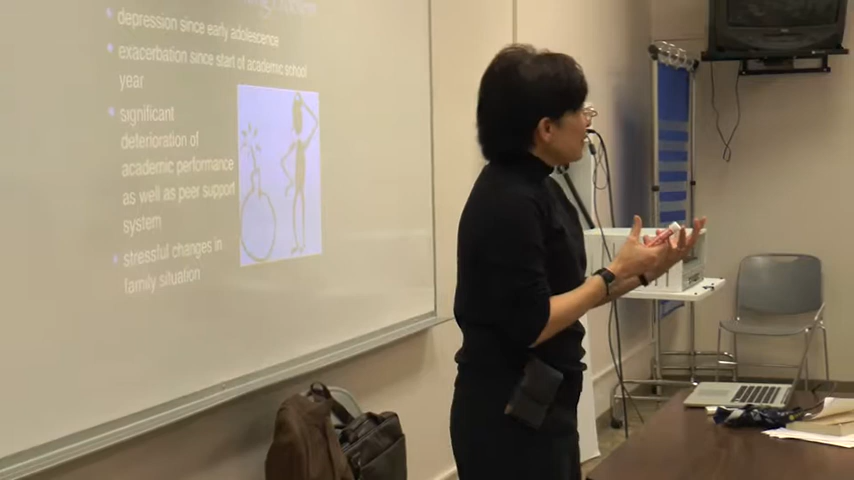 depression since early adolescence
exacerbation since start of academic school
year
significant
deterioration of
academic performance
as well as peer support
system
stressful changes in
family situation